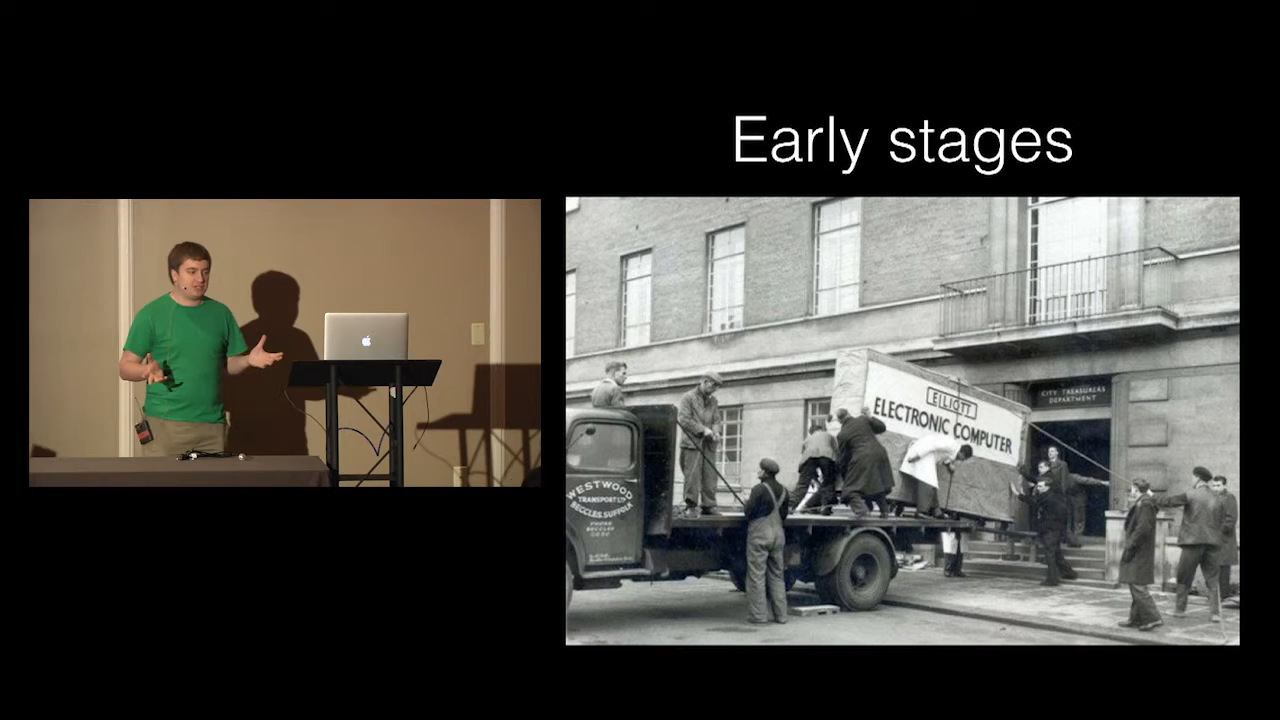 Early stages
ELLIOTT
ELECTRONIC COMPUTER
CITY TREASURERS
DEPARTMENT
WESTWOOD
TRANSPORT LTD
BECCLES. SUFFOLK
PHONE
BECCLES